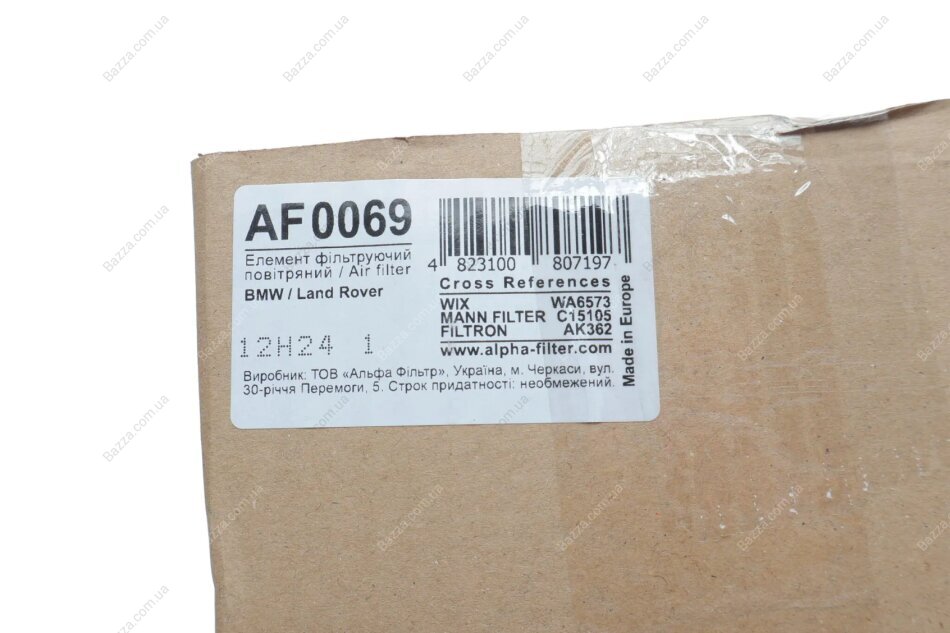 AF0069
Елемент фільтруючий
повітряний / Air filter
BMW / Land Rover
12H24 1
4 823100 807197
Cross References
WIX WA6573
MANN FILTER C15105
FILTRON AK362
www.alpha-filter.com
Made in Europe
Виробник: ТОВ «Альфа Фільтр», Україна, м. Черкаси, вул.
30-річчя Перемоги, 5. Строк придатності: необмежений.
Bazza.com.ua